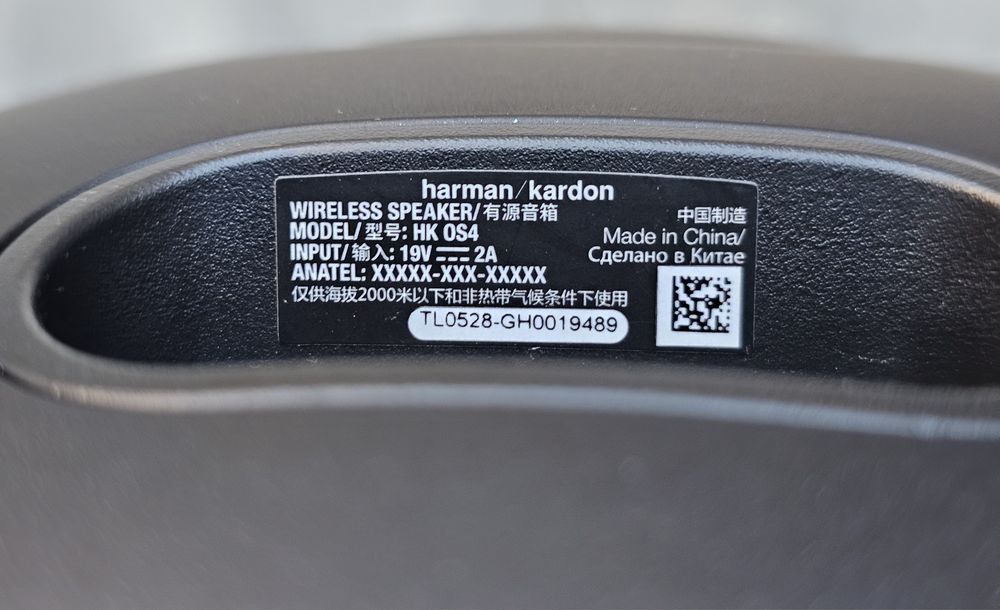 harman/kardon
WIRELESS SPEAKER/有源音箱
MODEL/型号: HK OS4
INPUT/输入: 19V ⎓ 2A
ANATEL: XXXXX-XXX-XXXXX
仅供海拔2000米以下和非热带气候条件下使用
TL0528-GH0019489
中国制造
Made in China/
Сделано в Китае